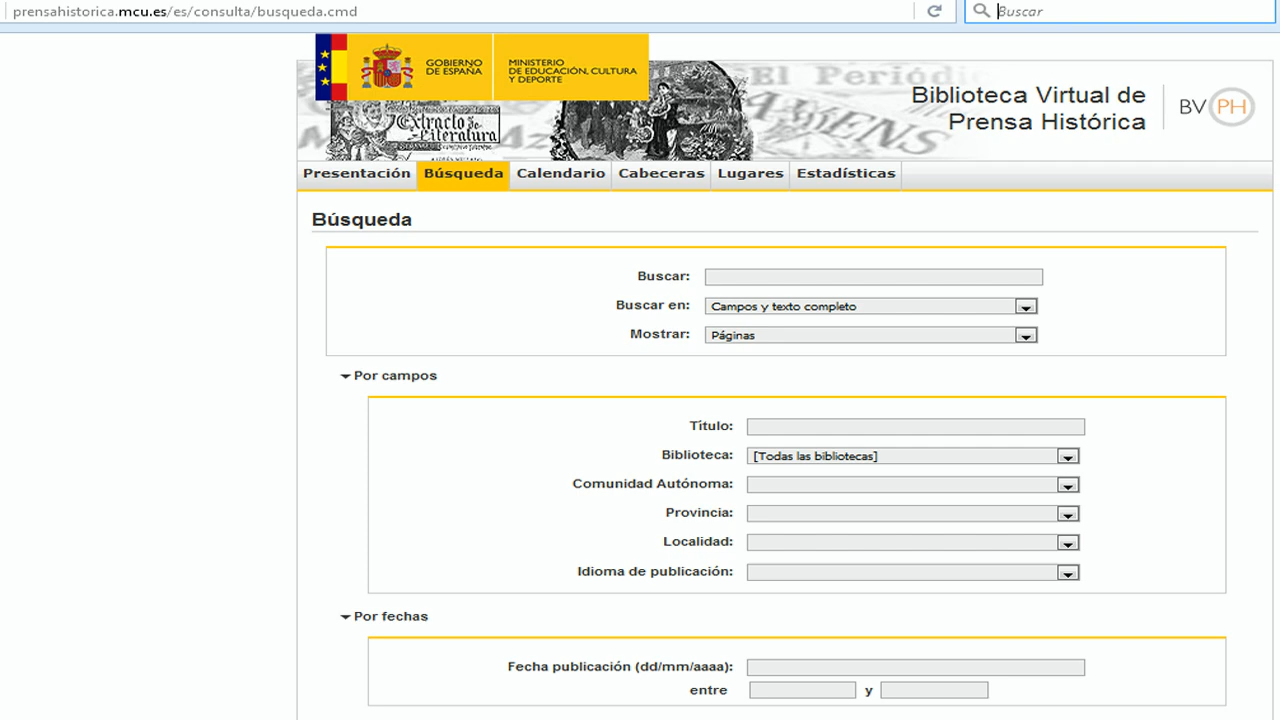 prensahistorica.mcu.es/es/consulta/busqueda.cmd
Buscar
GOBIERNO
DE ESPAÑA
MINISTERIO
DE EDUCACIÓN, CULTURA
Y DEPORTE
El Periódi
Extracto de
Literatura
Biblioteca Virtual de
Prensa Histórica
BV PH
Presentación Búsqueda Calendario Cabeceras Lugares Estadísticas
Búsqueda
Buscar:
Buscar en: Campos y texto completo
Mostrar: Páginas
Por campos
Título:
Biblioteca: [Todas las bibliotecas]
Comunidad Autónoma:
Provincia:
Localidad:
Idioma de publicación:
Por fechas
Fecha publicación (dd/mm/aaaa):
entre y